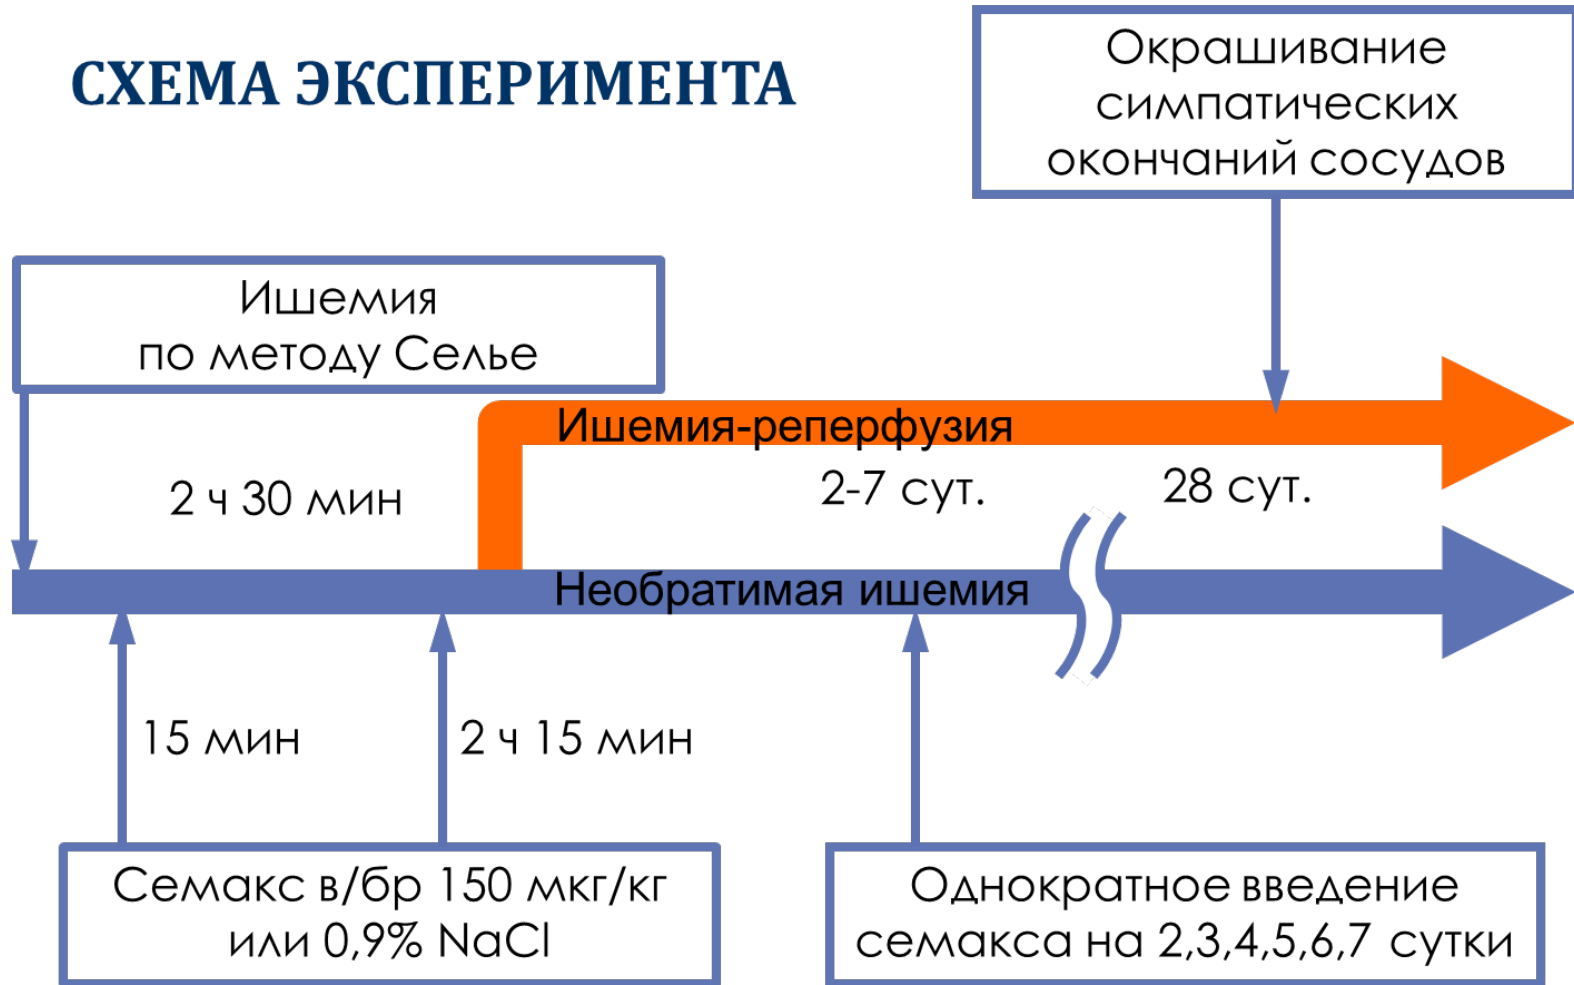 СХЕМА ЭКСПЕРИМЕНТА
Окрашивание
симпатических
окончаний сосудов
Ишемия
по методу Селье
Ишемия-реперфузия
2 ч 30 мин
2-7 сут.
28 сут.
Необратимая ишемия
15 мин
2 ч 15 мин
Семакс в/бр 150 мкг/кг
или 0,9% NaCl
Однократное введение
семакса на 2,3,4,5,6,7 сутки